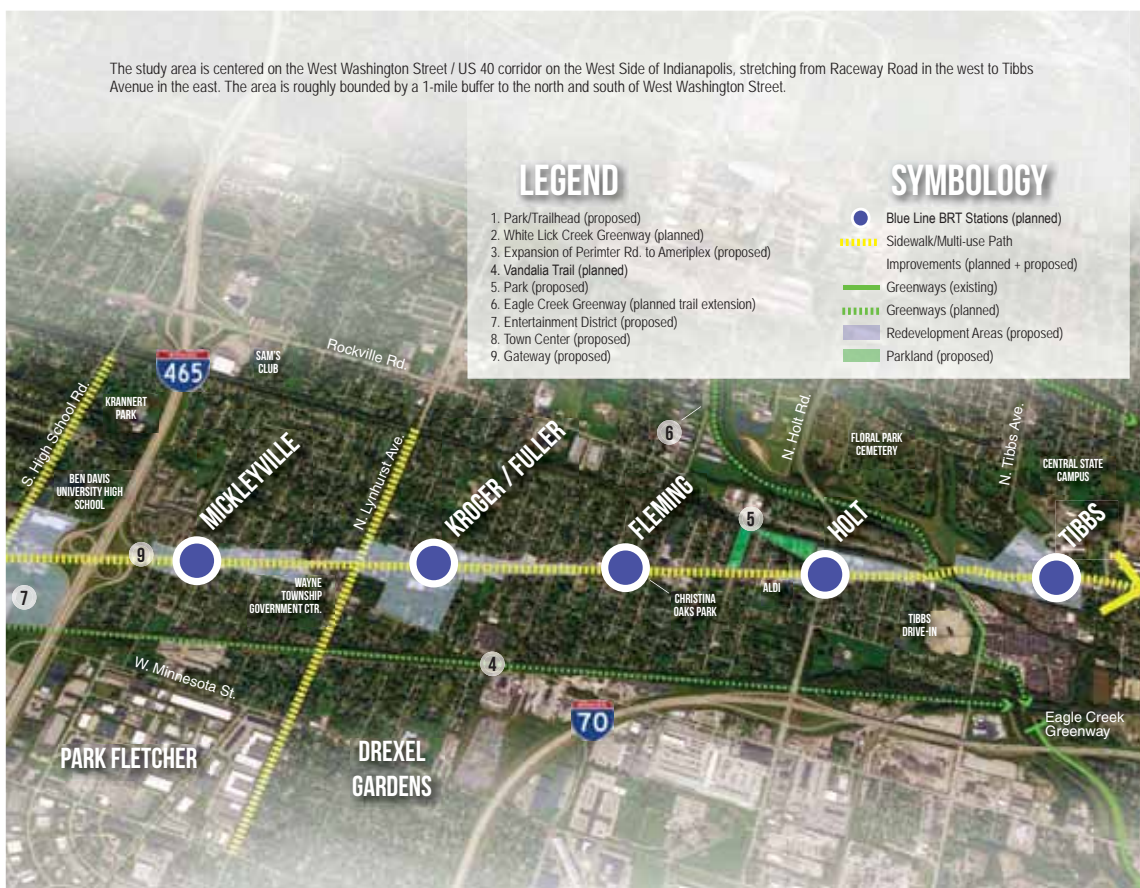 The study area is centered on the West Washington Street / US 40 corridor on the West Side of Indianapolis, stretching from Raceway Road in the west to Tibbs
Avenue in the east. The area is roughly bounded by a 1-mile buffer to the north and south of West Washington Street.
LEGEND
1. Park/Trailhead (proposed)
2. White Lick Creek Greenway (planned)
3. Expansion of Perimter Rd. to Ameriplex (proposed)
4. Vandalia Trail (planned)
5. Park (proposed)
6. Eagle Creek Greenway (planned trail extension)
7. Entertainment District (proposed)
8. Town Center (proposed)
9. Gateway (proposed)
SYMBOLOGY
Blue Line BRT Stations (planned)
Sidewalk/Multi-use Path
Improvements (planned + proposed)
Greenways (existing)
Greenways (planned)
Redevelopment Areas (proposed)
Parkland (proposed)
Rockville Rd.
SAM'S
CLUB
465
S. High School Rd.
KRANNERT
PARK
BEN DAVIS
UNIVERSITY HIGH
SCHOOL
MICKLEYVILLE
N. Lynhurst Ave.
KROGER / FULLER
6
N. Holt Rd.
FLORAL PARK
CEMETERY
N. Tibbs Ave.
CENTRAL STATE
CAMPUS
FLEMING
5
HOLT
TIBBS
9
7
WAYNE
TOWNSHIP
GOVERNMENT CTR.
CHRISTINA
OAKS PARK
ALDI
TIBBS
DRIVE-IN
4
W. Minnesota St.
70
Eagle Creek
Greenway
PARK FLETCHER
DREXEL
GARDENS